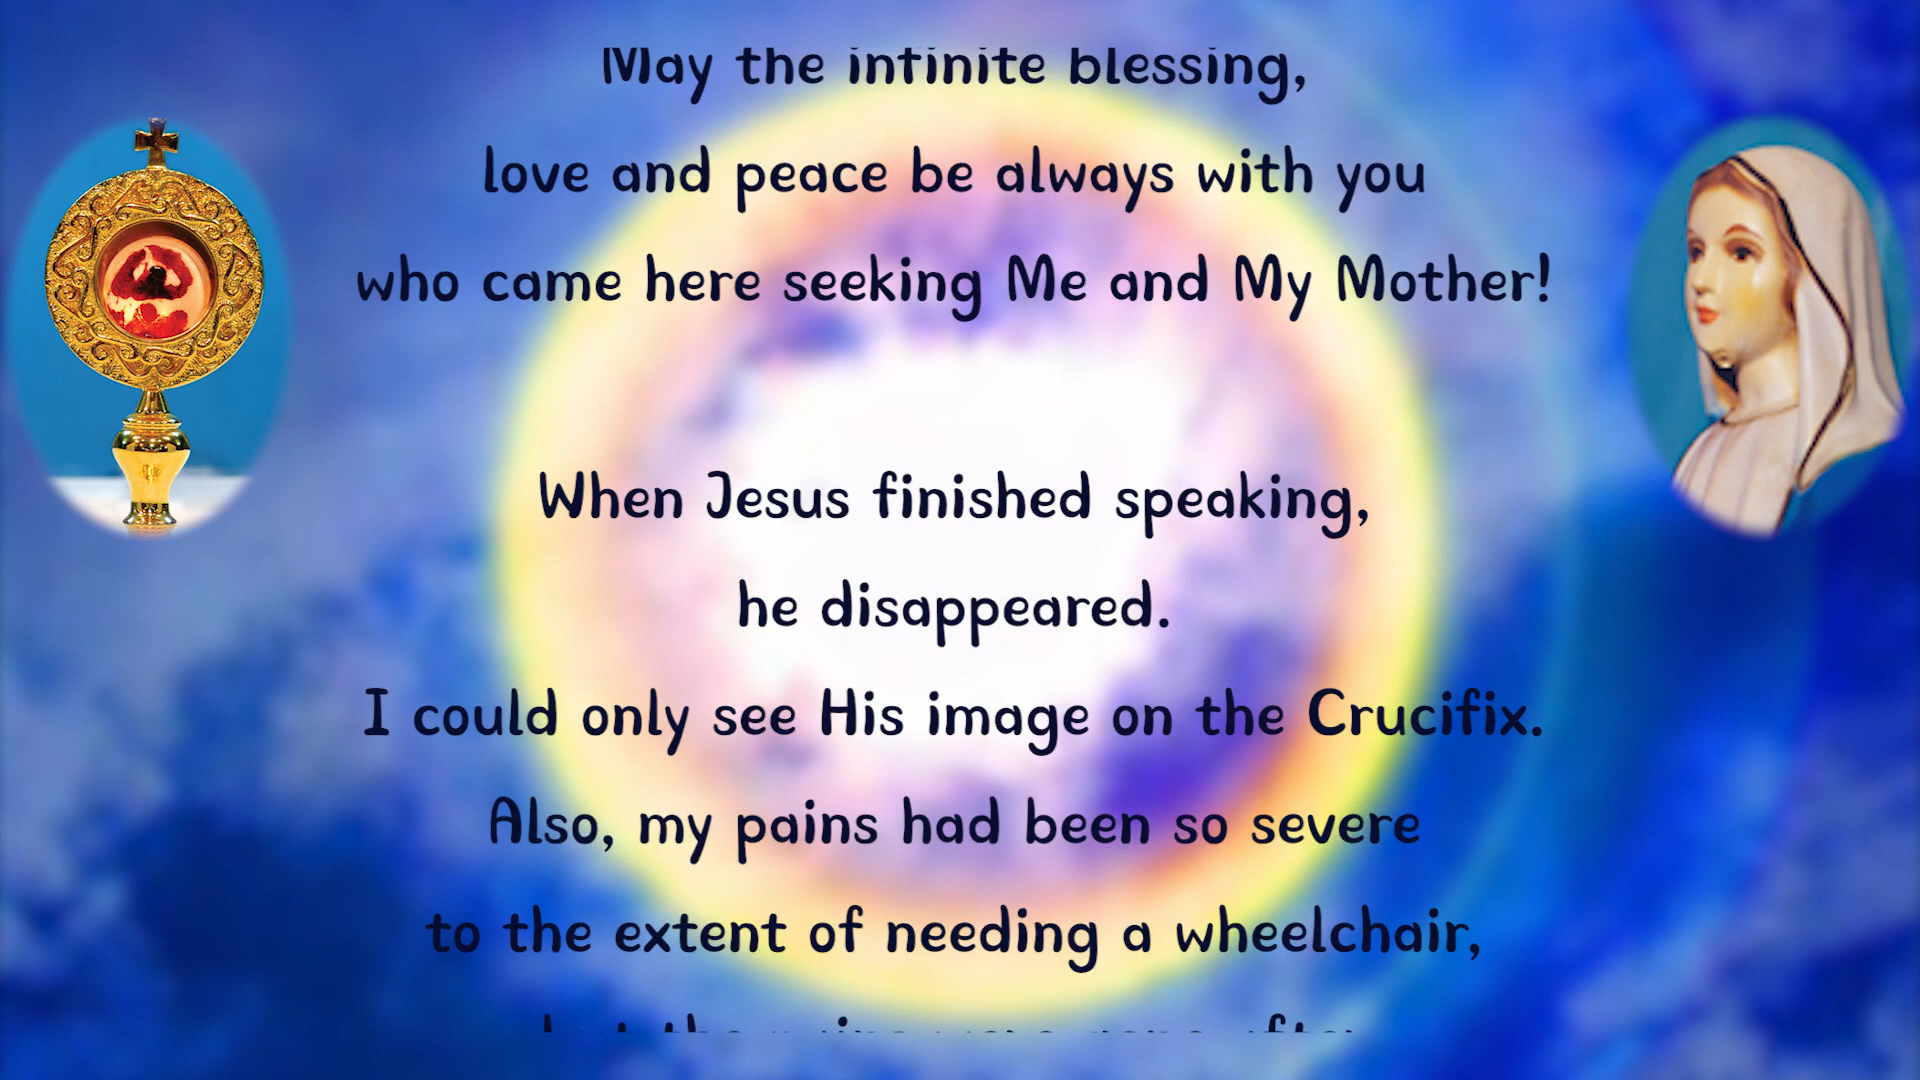 May the infinite blessing,
love and peace be always with you
who came here seeking Me and My Mother!
When Jesus finished speaking,
he disappeared.
I could only see His image on the Crucifix.
Also, my pains had been so severe
to the extent of needing a wheelchair,